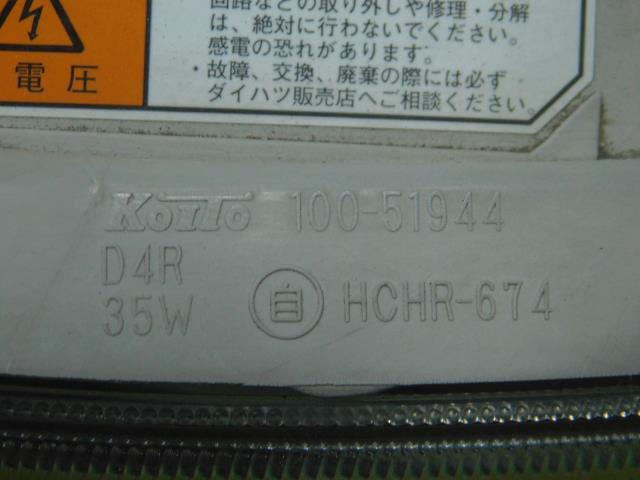 電圧
回路などの取り外しや修理・分解
は、絶対に行わないでください。
感電の恐れがあります。
・故障、交換、廃棄の際には必ず
ダイハツ販売店へご相談ください。
KOITO 100-51944
D4R
35W 自 HCHR-674